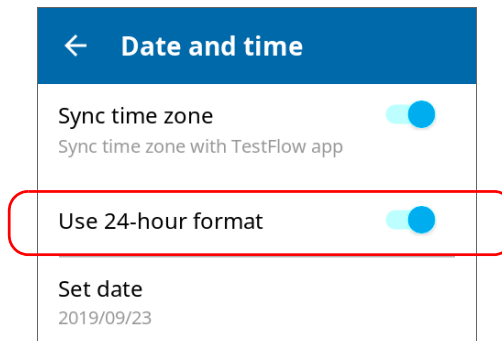 Date and time
Sync time zone
Sync time zone with TestFlow app
Use 24-hour format
Set date
2019/09/23